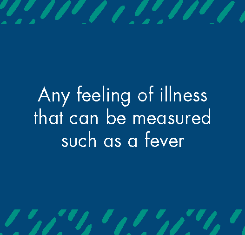 Any feeling of illness
that can be measured
such as a fever